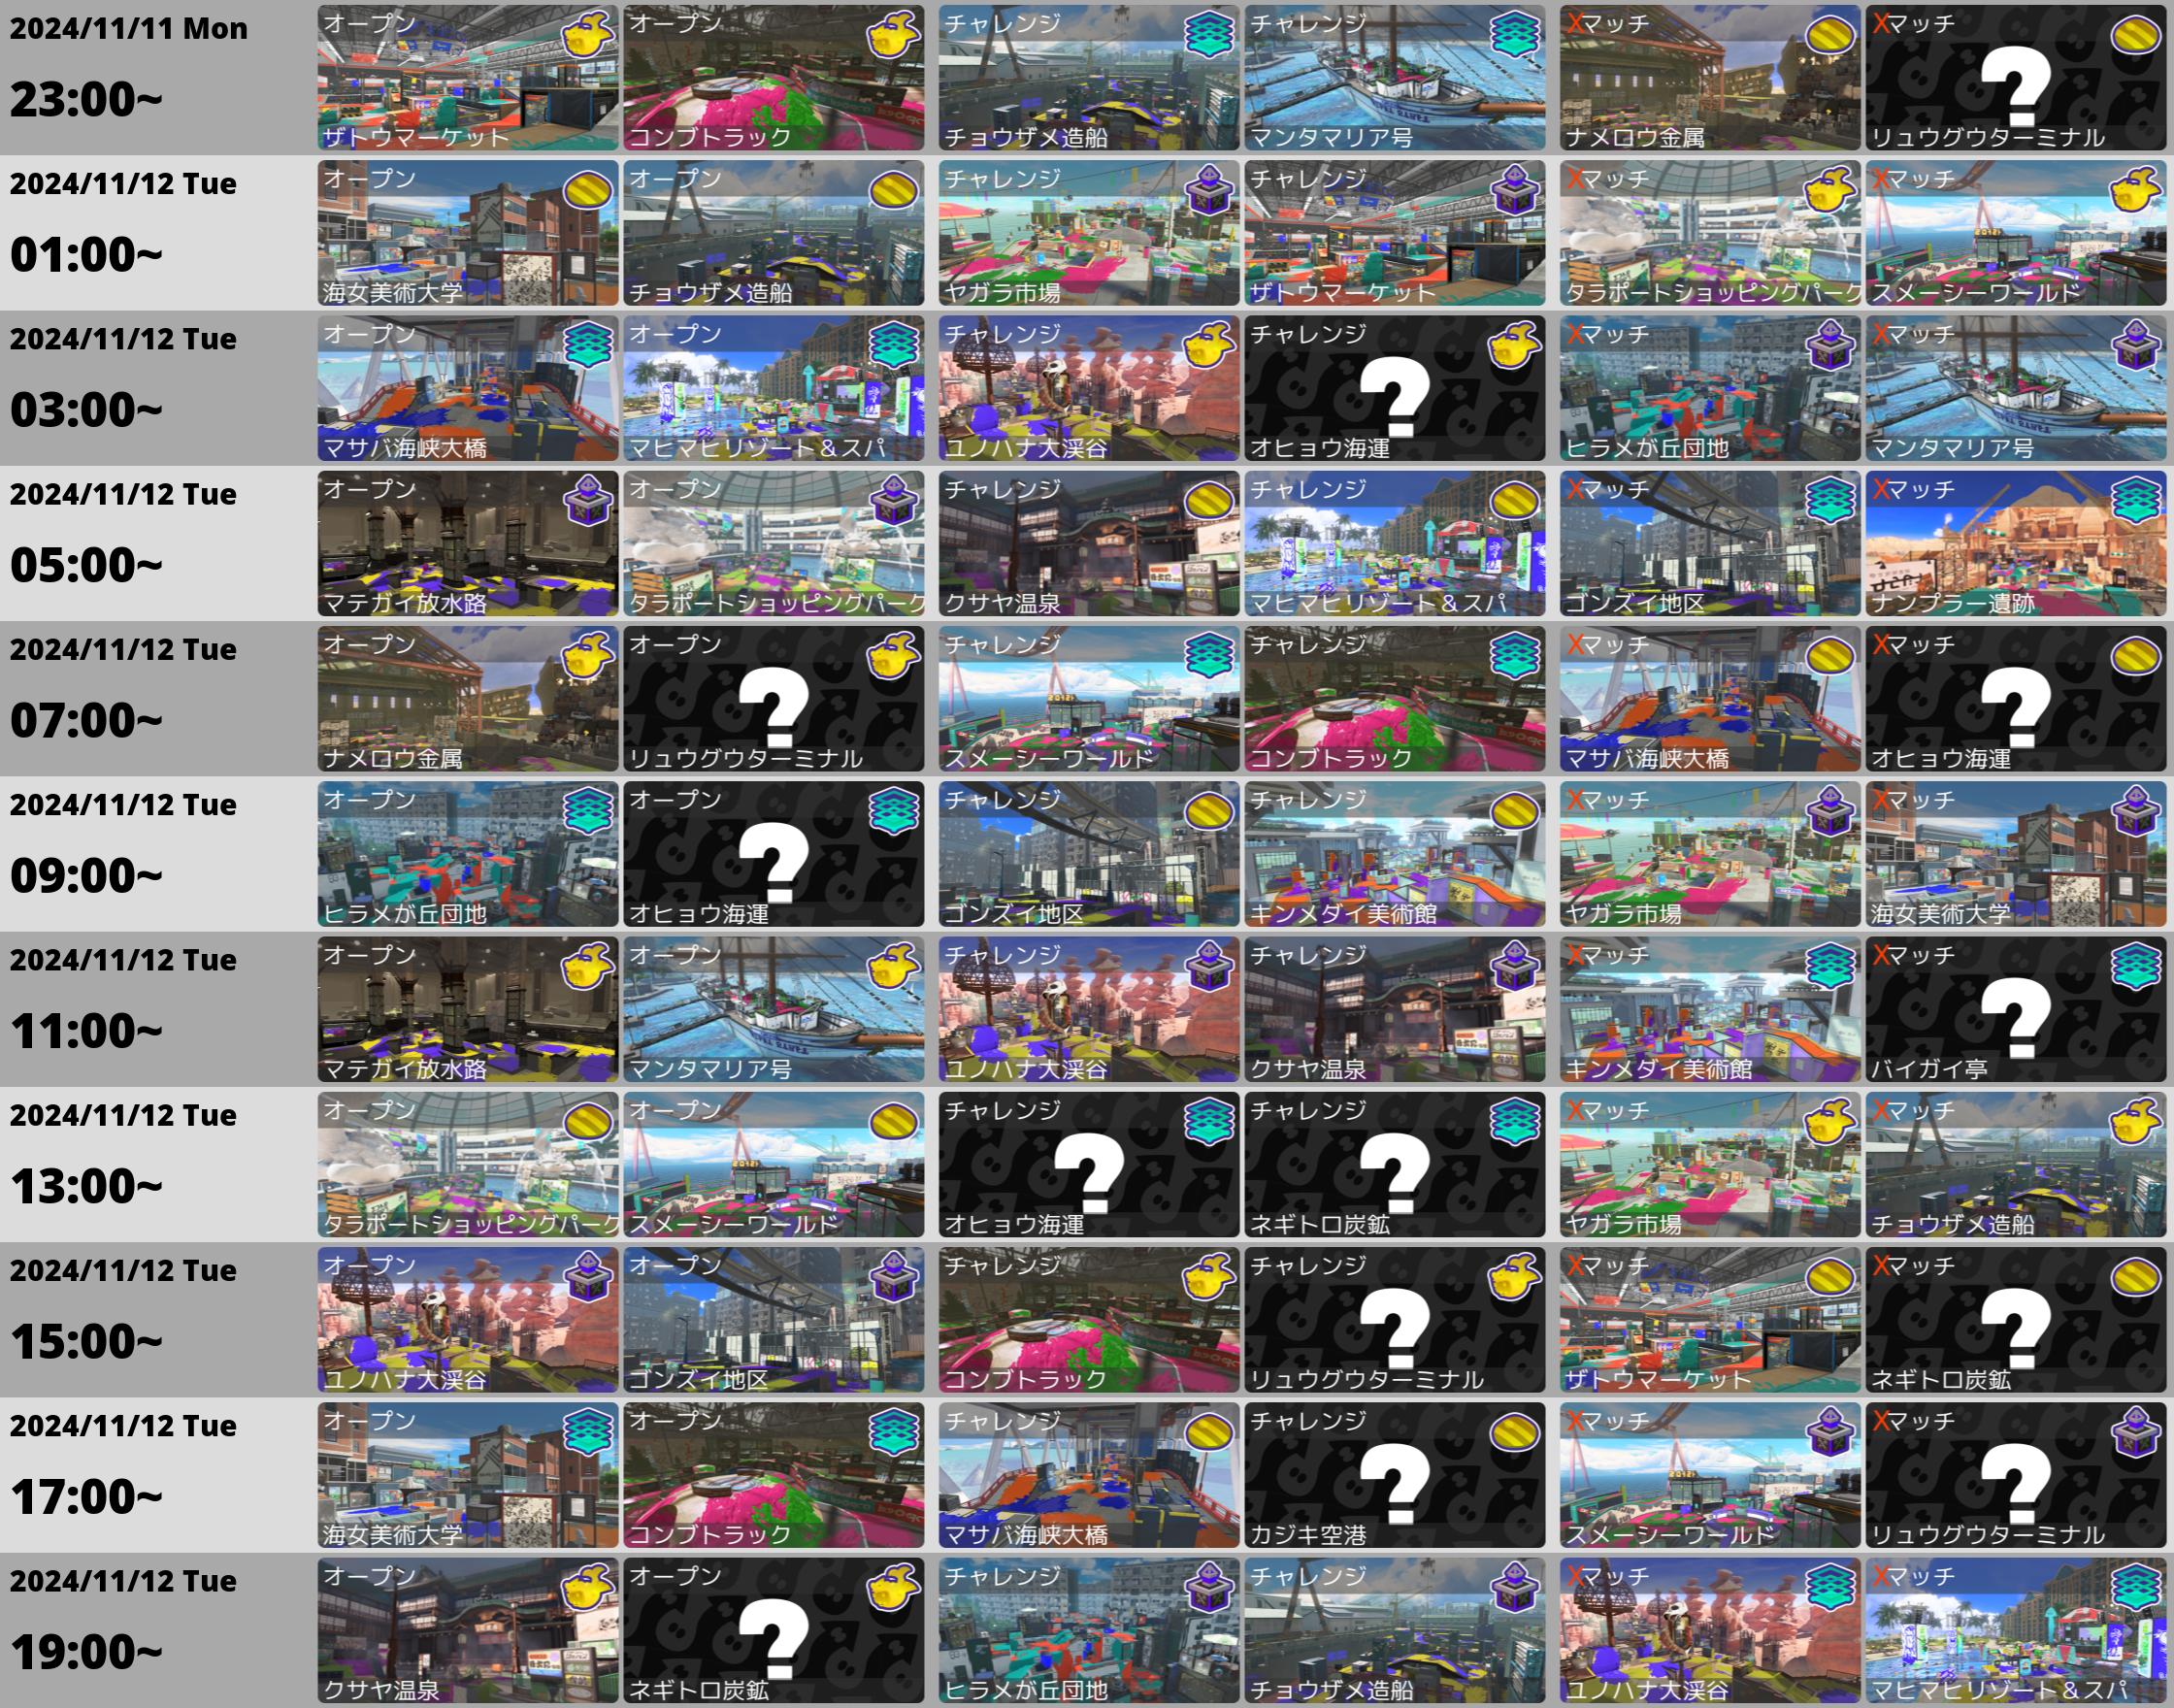 2024/11/11 Mon
23:00~
オープン
ザトウマーケット
オープン
コンブトラック
チャレンジ
チョウザメ造船
チャレンジ
マンタマリア号
Xマッチ
ナメロウ金属
Xマッチ
リュウグウターミナル
2024/11/12 Tue
01:00~
オープン
海女美術大学
オープン
チョウザメ造船
チャレンジ
ヤガラ市場
チャレンジ
ザトウマーケット
Xマッチ
タラポートショッピングパーク
Xマッチ
スメーシーワールド
2024/11/12 Tue
03:00~
オープン
マサバ海峡大橋
オープン
マヒマヒリゾート&スパ
チャレンジ
ユノハナ大渓谷
チャレンジ
オヒョウ海運
Xマッチ
ヒラメが丘団地
Xマッチ
マンタマリア号
2024/11/12 Tue
05:00~
オープン
マテガイ放水路
オープン
タラポートショッピングパーク
チャレンジ
クサヤ温泉
チャレンジ
マヒマヒリゾート&スパ
Xマッチ
ゴンズイ地区
Xマッチ
ナンプラー遺跡
2024/11/12 Tue
07:00~
オープン
ナメロウ金属
オープン
リュウグウターミナル
チャレンジ
スメーシーワールド
チャレンジ
コンブトラック
Xマッチ
マサバ海峡大橋
Xマッチ
オヒョウ海運
2024/11/12 Tue
09:00~
オープン
ヒラメが丘団地
オープン
オヒョウ海運
チャレンジ
ゴンズイ地区
チャレンジ
キンメダイ美術館
Xマッチ
ヤガラ市場
Xマッチ
海女美術大学
2024/11/12 Tue
11:00~
オープン
マテガイ放水路
オープン
マンタマリア号
チャレンジ
ユノハナ大渓谷
チャレンジ
クサヤ温泉
Xマッチ
キンメダイ美術館
Xマッチ
バイガイ亭
2024/11/12 Tue
13:00~
オープン
タラポートショッピングパーク
オープン
スメーシーワールド
チャレンジ
オヒョウ海運
チャレンジ
ネギトロ炭鉱
Xマッチ
ヤガラ市場
Xマッチ
チョウザメ造船
2024/11/12 Tue
15:00~
オープン
ユノハナ大渓谷
オープン
ゴンズイ地区
チャレンジ
コンブトラック
チャレンジ
リュウグウターミナル
Xマッチ
ザトウマーケット
Xマッチ
ネギトロ炭鉱
2024/11/12 Tue
17:00~
オープン
海女美術大学
オープン
コンブトラック
チャレンジ
マサバ海峡大橋
チャレンジ
カジキ空港
Xマッチ
スメーシーワールド
Xマッチ
リュウグウターミナル
2024/11/12 Tue
19:00~
オープン
クサヤ温泉
オープン
ネギトロ炭鉱
チャレンジ
ヒラメが丘団地
チャレンジ
チョウザメ造船
Xマッチ
ユノハナ大渓谷
Xマッチ
マヒマヒリゾート&スパ